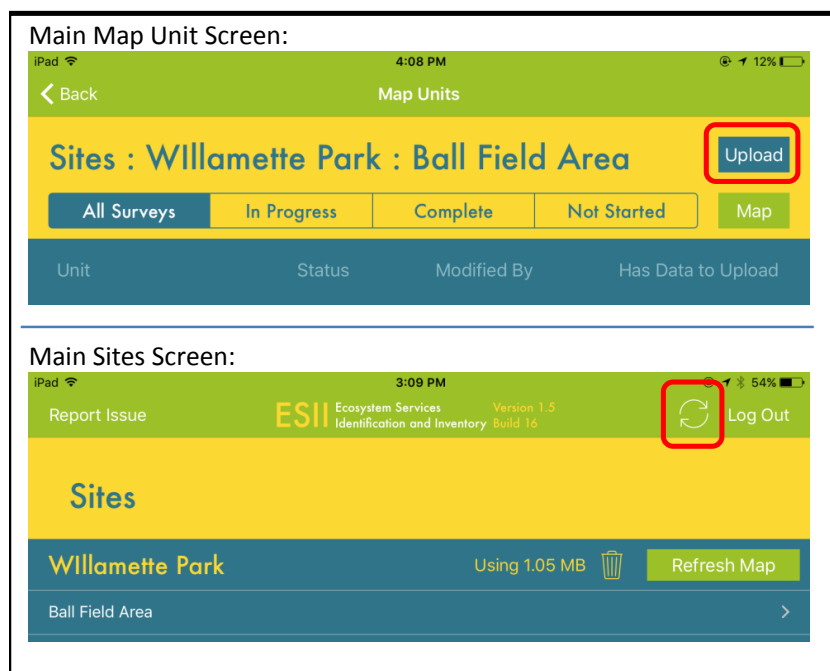 Main Map Unit Screen:
iPad 4:08 PM 12%
Back Map Units
Sites : WIllamette Park : Ball Field Area Upload
All Surveys In Progress Complete Not Started Map
Unit Status Modified By Has Data to Upload
Main Sites Screen:
iPad 3:09 PM 54%
Report Issue ESII Ecosystem Services Version 1.5 Log Out
Identification and Inventory Build 16
Sites
WIllamette Park Using 1.05 MB Refresh Map
Ball Field Area